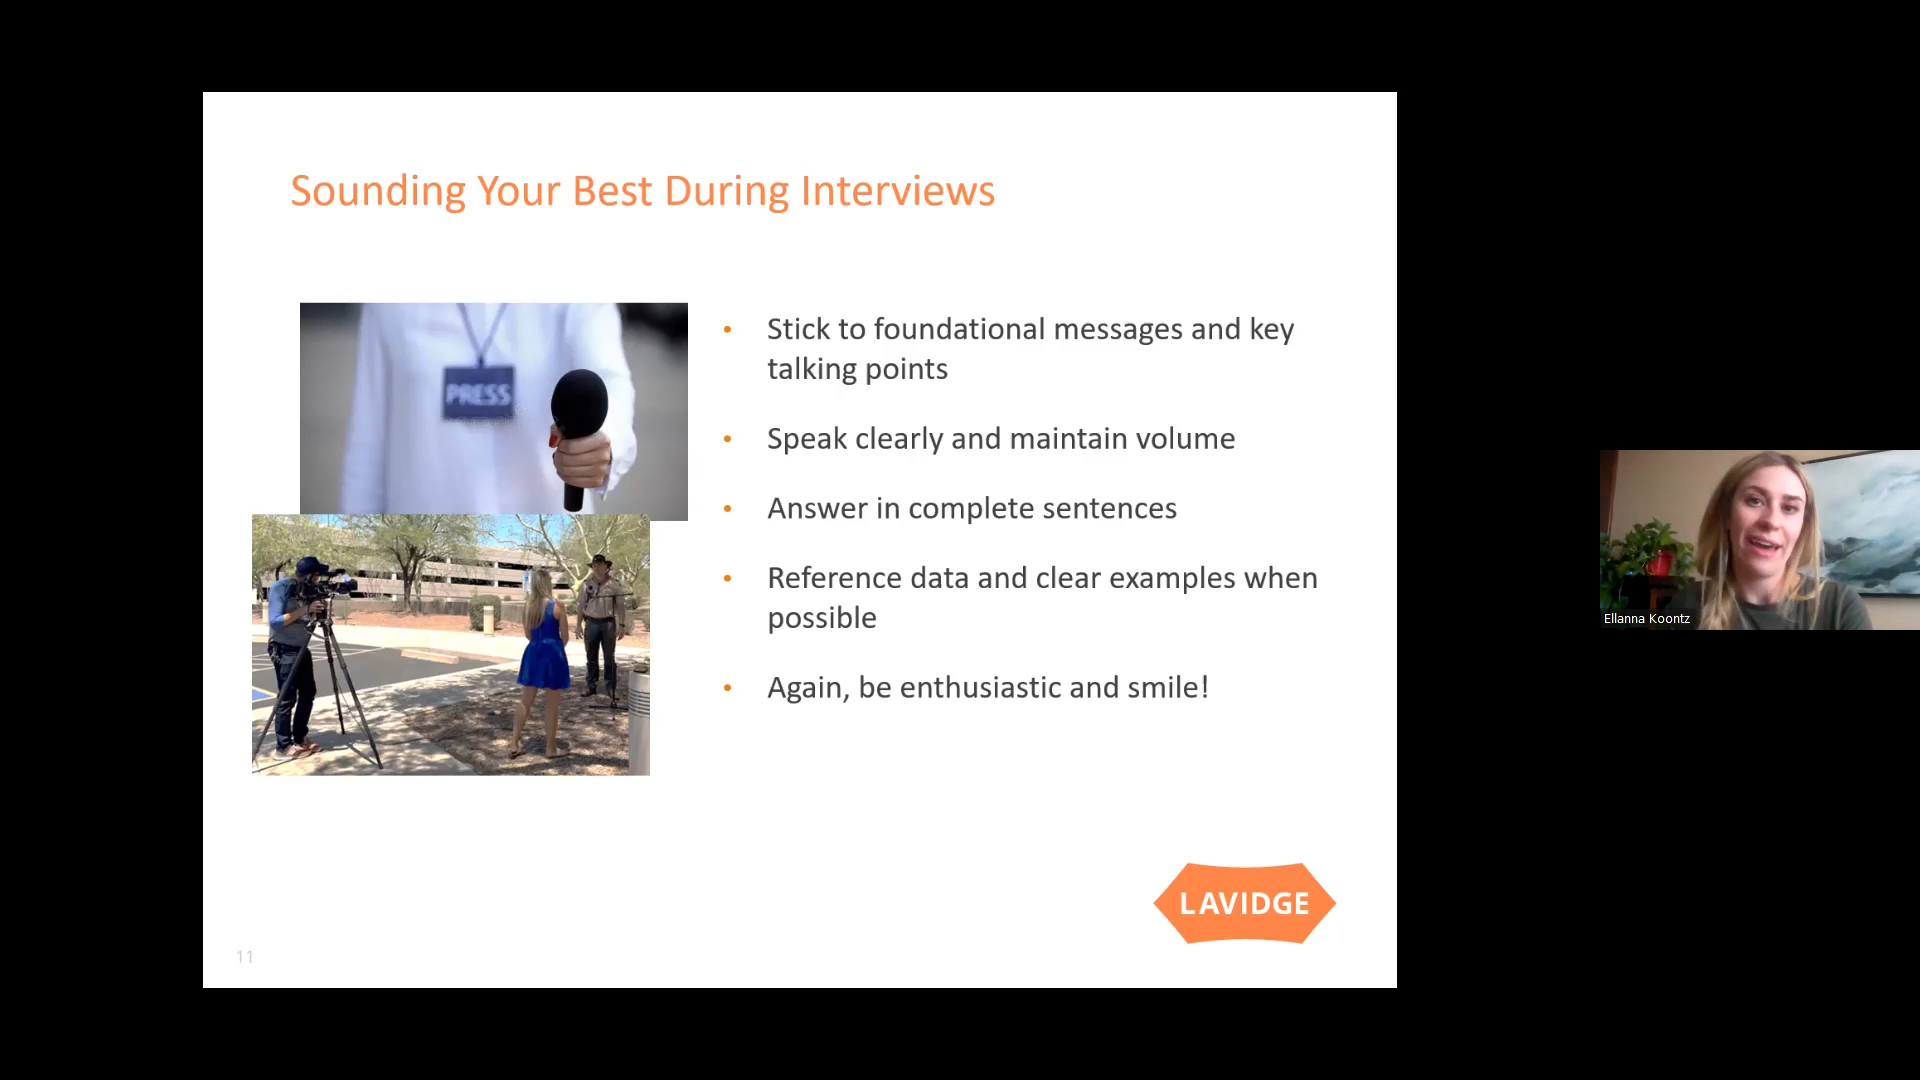 Sounding Your Best During Interviews
PRESS
• Stick to foundational messages and key
talking points
• Speak clearly and maintain volume
• Answer in complete sentences
• Reference data and clear examples when
possible
• Again, be enthusiastic and smile!
LAVIDGE
11
Ellanna Koontz